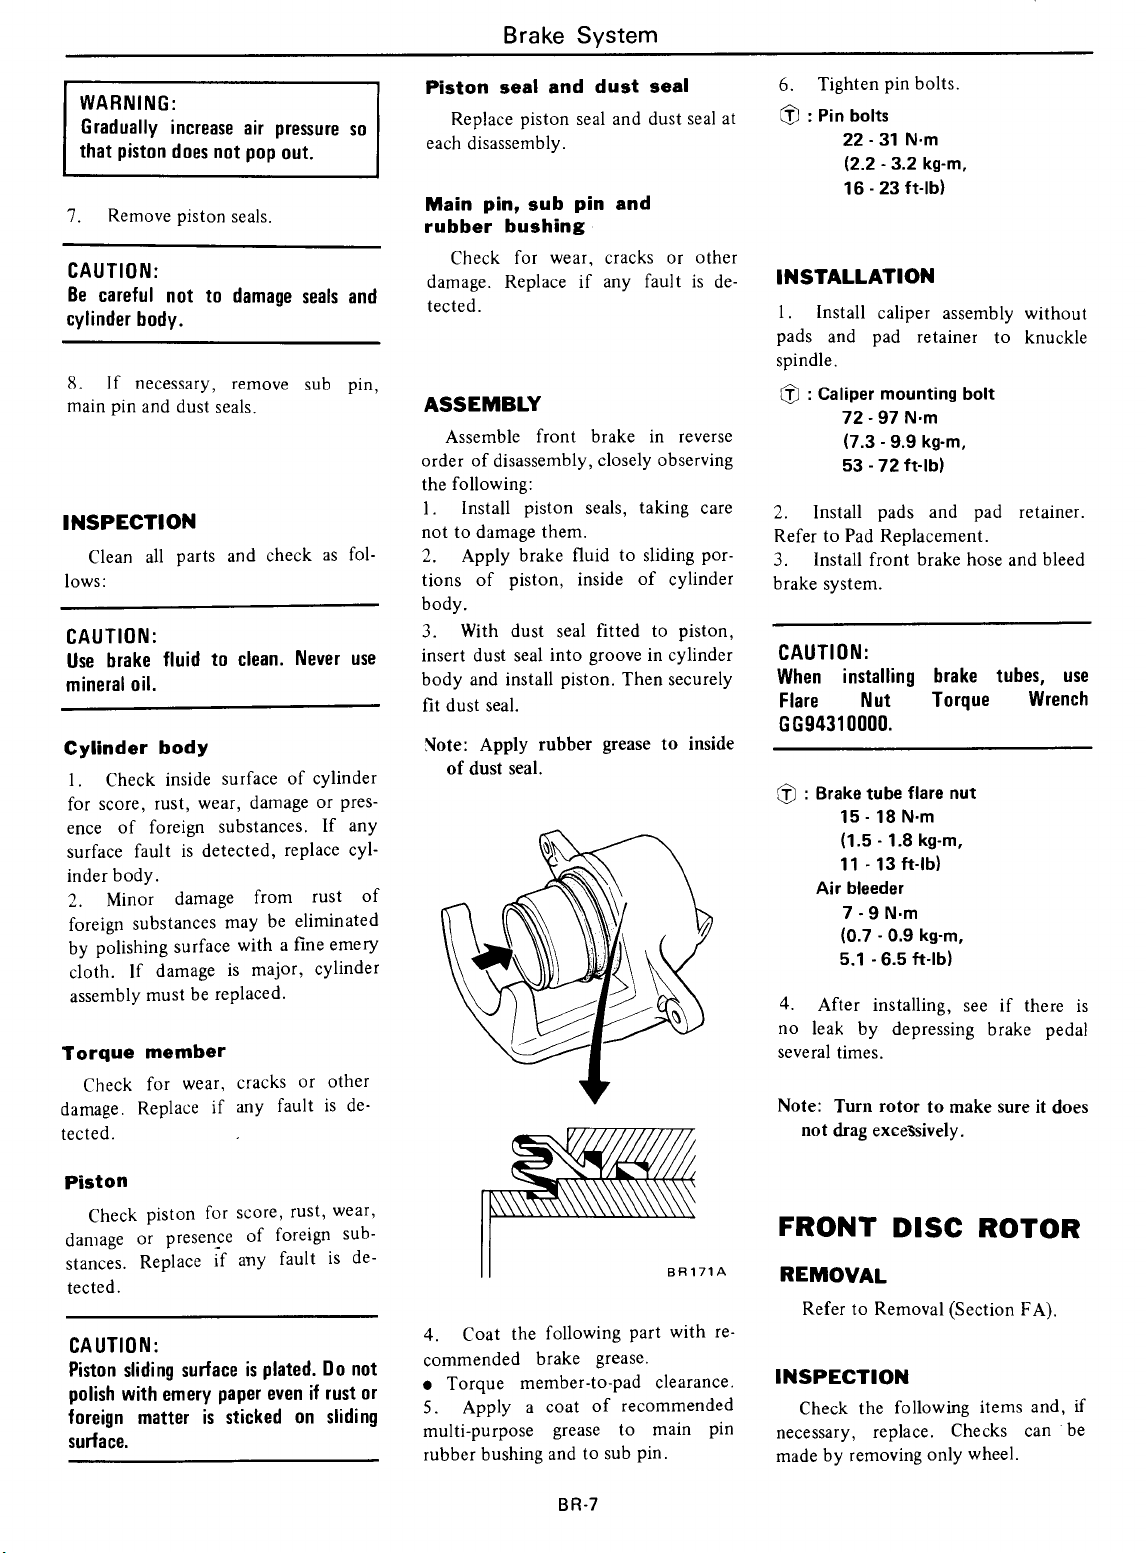 Brake System
WARNING:
Gradually increase air pressure so
that piston does not pop out.
7. Remove piston seals.
CAUTION:
Be careful not to damage seals and
cylinder body.
8. If necessary, remove sub pin,
main pin and dust seals.
INSPECTION
Clean all parts and check as fol-
lows:
CAUTION:
Use brake fluid to clean. Never use
mineral oil.
Cylinder body
1. Check inside surface of cylinder
for score, rust, wear, damage or pres-
ence of foreign substances. If any
surface fault is detected, replace cyl-
inder body.
2. Minor damage from rust of
foreign substances may be eliminated
by polishing surface with a fine emery
cloth. If damage is major, cylinder
assembly must be replaced.
Torque member
Check for wear, cracks or other
damage. Replace if any fault is de-
tected.
Piston
Check piston for score, rust, wear,
damage or presence of foreign sub-
stances. Replace if any fault is de-
tected.
CAUTION:
Piston sliding surface is plated. Do not
polish with emery paper even if rust or
foreign matter is sticked on sliding
surface.
Piston seal and dust seal
Replace piston seal and dust seal at
each disassembly.
Main pin, sub pin and
rubber bushing
Check for wear, cracks or other
damage. Replace if any fault is de-
tected.
ASSEMBLY
Assemble front brake in reverse
order of disassembly, closely observing
the following:
1. Install piston seals, taking care
not to damage them.
2. Apply brake fluid to sliding por-
tions of piston, inside of cylinder
body.
3. With dust seal fitted to piston,
insert dust seal into groove in cylinder
body and install piston. Then securely
fit dust seal.
Note: Apply rubber grease to inside
of dust seal.
BR171A
4. Coat the following part with re-
commended brake grease.
• Torque member-to-pad clearance.
5. Apply a coat of recommended
multi-purpose grease to main pin
rubber bushing and to sub pin.
6. Tighten pin bolts.
Ⓣ : Pin bolts
22 - 31 N·m
(2.2 - 3.2 kg-m,
16 - 23 ft-lb)
INSTALLATION
1. Install caliper assembly without
pads and pad retainer to knuckle
spindle.
Ⓣ : Caliper mounting bolt
72 - 97 N·m
(7.3 - 9.9 kg-m,
53 - 72 ft-lb)
2. Install pads and pad retainer.
Refer to Pad Replacement.
3. Install front brake hose and bleed
brake system.
CAUTION:
When installing brake tubes, use
Flare Nut Torque Wrench
GG94310000.
Ⓣ : Brake tube flare nut
15 - 18 N·m
(1.5 - 1.8 kg-m,
11 - 13 ft-lb)
Air bleeder
7 - 9 N·m
(0.7 - 0.9 kg-m,
5.1 - 6.5 ft-lb)
4. After installing, see if there is
no leak by depressing brake pedal
several times.
Note: Turn rotor to make sure it does
not drag excessively.
FRONT DISC ROTOR
REMOVAL
Refer to Removal (Section FA).
INSPECTION
Check the following items and, if
necessary, replace. Checks can be
made by removing only wheel.
BR-7